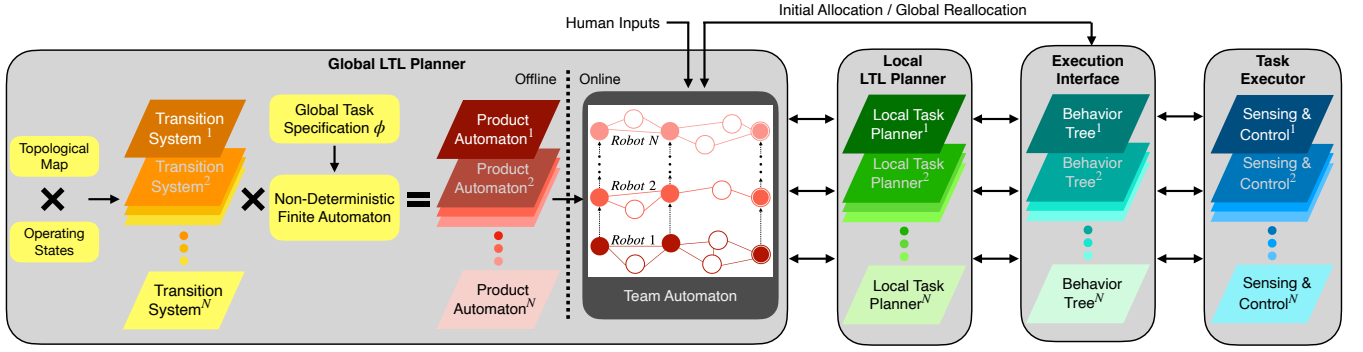 Initial Allocation / Global Reallocation
Human Inputs
Global LTL Planner
Offline
Online
Topological
Map
Operating
States
Transition
System 1
Transition
System2
Transition
SystemN
Global Task
Specification ϕ
Non-Deterministic
Finite Automaton
Product
Automaton1
Product
Automaton2
Product
AutomatonN
Robot N
Robot 2
Robot 1
Team Automaton
Local
LTL Planner
Local Task
Planner1
Local Task
Planner2
Local Task
PlannerN
Execution
Interface
Behavior
Tree1
Behavior
Tree2
Behavior
TreeN
Task
Executor
Sensing &
Control1
Sensing &
Control2
Sensing &
ControlN